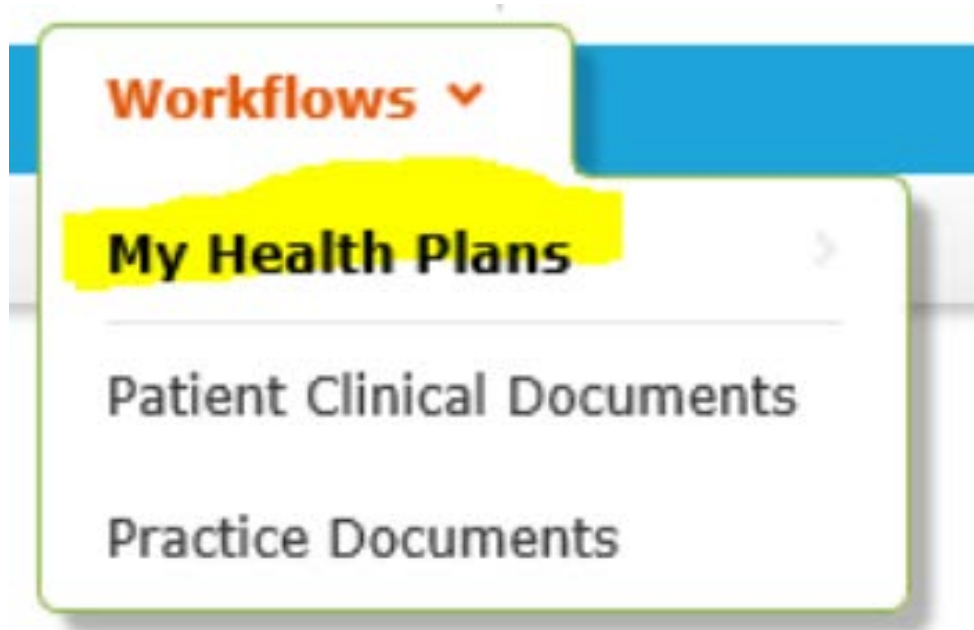 Workflows
My Health Plans
Patient Clinical Documents
Practice Documents